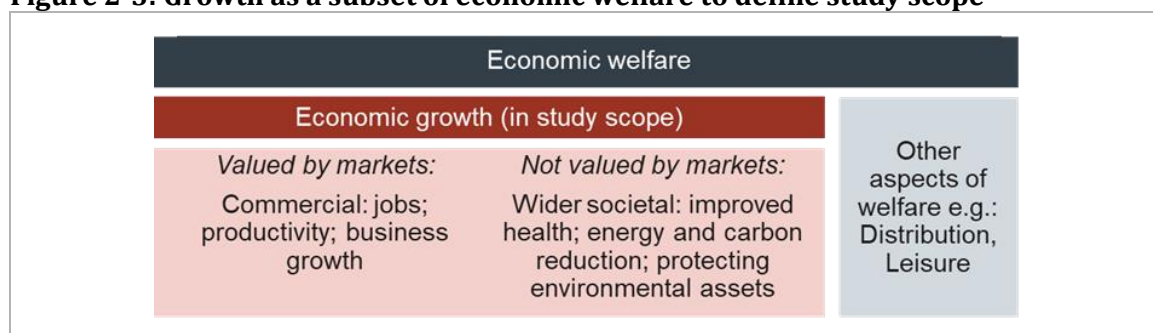 Figure 2-3: Growth as a subset of economic welfare to define study scope
Economic welfare
Economic growth (in study scope)
Valued by markets:
Commercial: jobs;
productivity; business
growth
Not valued by markets:
Wider societal: improved
health; energy and carbon
reduction; protecting
environmental assets
Other
aspects of
welfare e.g.:
Distribution,
Leisure